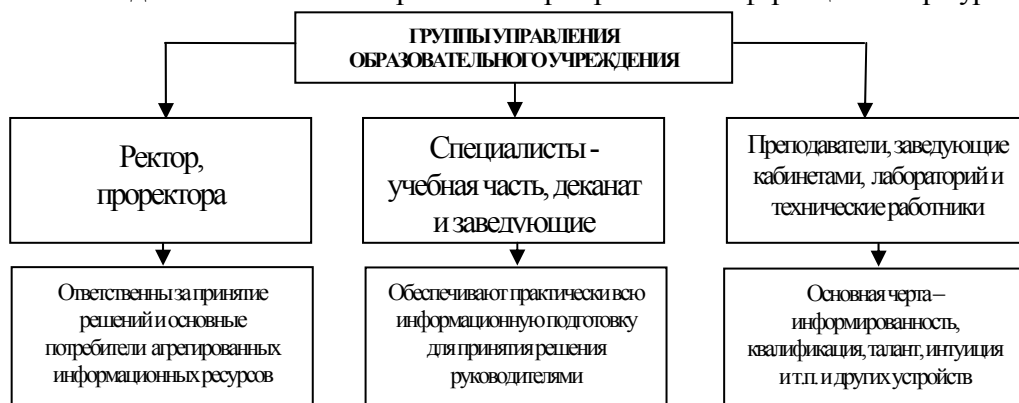 ГРУППЫ УПРАВЛЕНИЯ
ОБРАЗОВАТЕЛЬНОГО УЧРЕЖДЕНИЯ
Ректор,
проректора
Специалисты -
учебная часть, деканат
и заведующие
Преподаватели, заведующие
кабинетами, лабораторий и
технические работники
Ответственны за принятие
решений и основные
потребители агрегированных
информационных ресурсов
Обеспечивают практически всю
информационную подготовку
для принятия решения
руководителями
Основная черта –
информированность,
квалификация, талант, интуиция
и т.п. и других устройств